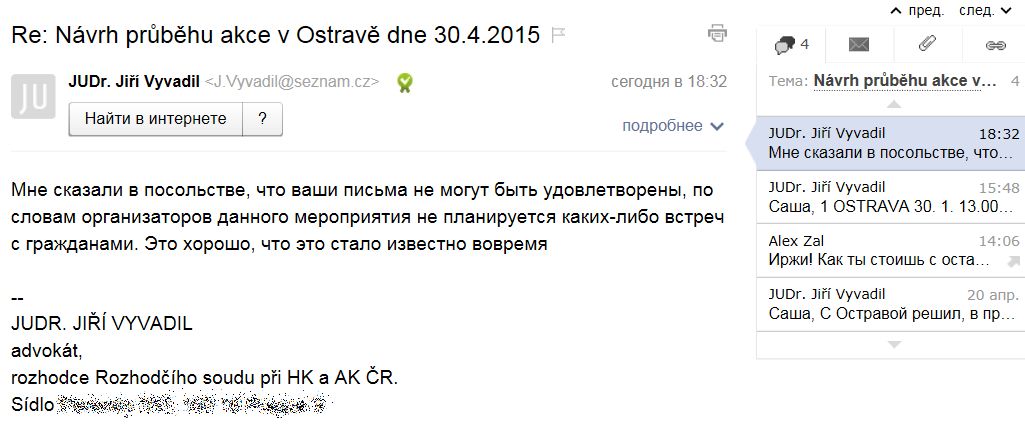 пред. след.
Re: Návrh průběhu akce v Ostravě dne 30.4.2015
4
JU
JUDr. Jiří Vyvadil <J.Vyvadil@seznam.cz>
сегодня в 18:32
Найти в интернете ?
подробнее
Мне сказали в посольстве, что ваши письма не могут быть удовлетворены, по
словам организаторов данного мероприятия не планируется каких-либо встреч
с гражданами. Это хорошо, что это стало известно вовремя
--
JUDR. JIŘÍ VYVADIL
advokát,
rozhodce Rozhodčího soudu při HK a AK ČR.
Sídlo
Тема: Návrh průběhu akce v... 4
JUDr. Jiří Vyvadil 18:32
Мне сказали в посольстве, что...
JUDr. Jiří Vyvadil 15:48
Саша, 1 OSTRAVA 30. 1. 13.00...
Alex Zal 14:06
Иржи! Как ты стоишь с оста...
JUDr. Jiří Vyvadil 20 апр.
Саша, С Остравой решил, в пр...